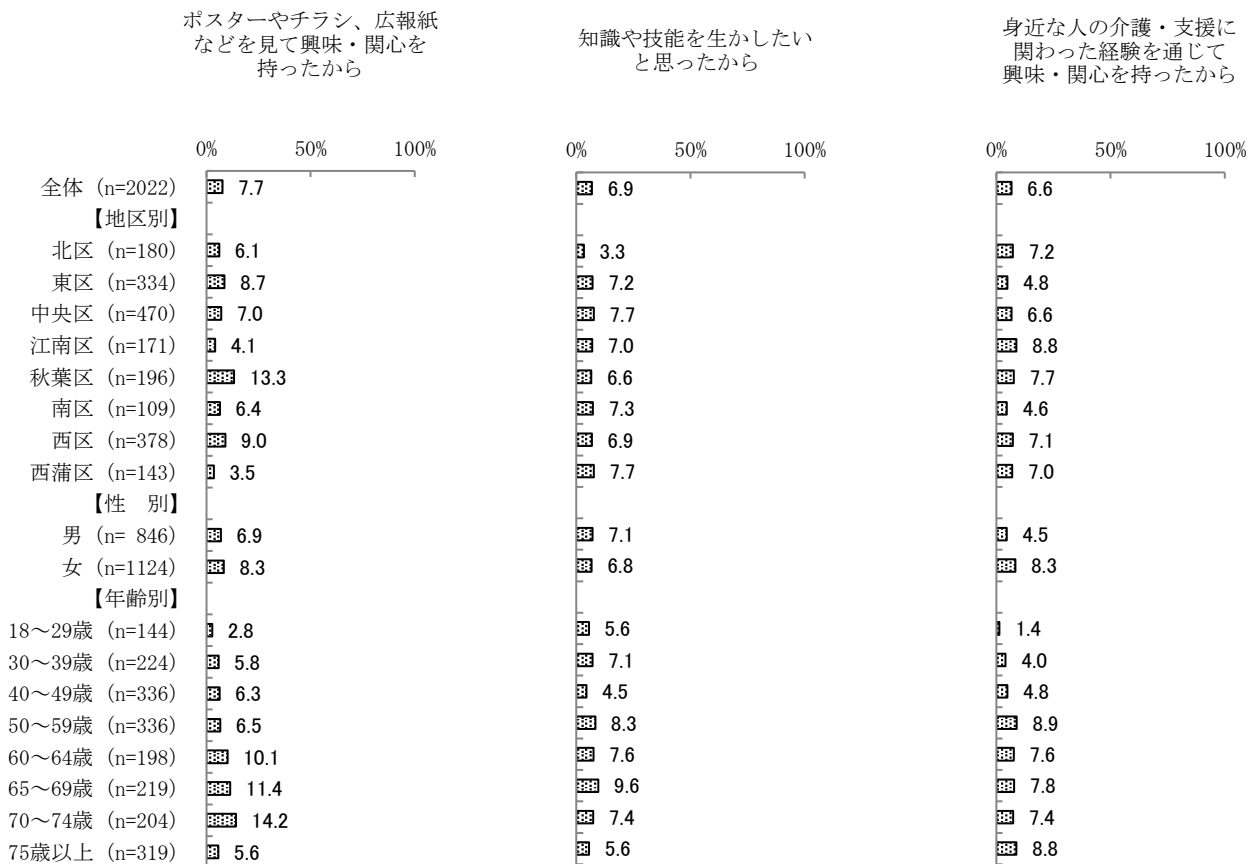 ポスターやチラシ、広報紙
などを見て興味・関心を
持ったから
知識や技能を生かしたい
と思ったから
身近な人の介護・支援に
関わった経験を通じて
興味・関心を持ったから
0% 50% 100% 0% 50% 100% 0% 50% 100%
全体 (n=2022) 7.7 6.9 6.6
【地区別】
北区 (n=180) 6.1 3.3 7.2
東区 (n=334) 8.7 7.2 4.8
中央区 (n=470) 7.0 7.7 6.6
江南区 (n=171) 4.1 7.0 8.8
秋葉区 (n=196) 13.3 6.6 7.7
南区 (n=109) 6.4 7.3 4.6
西区 (n=378) 9.0 6.9 7.1
西蒲区 (n=143) 3.5 7.7 7.0
【性　別】
男 (n= 846) 6.9 7.1 4.5
女 (n=1124) 8.3 6.8 8.3
【年齢別】
18～29歳 (n=144) 2.8 5.6 1.4
30～39歳 (n=224) 5.8 7.1 4.0
40～49歳 (n=336) 6.3 4.5 4.8
50～59歳 (n=336) 6.5 8.3 8.9
60～64歳 (n=198) 10.1 7.6 7.6
65～69歳 (n=219) 11.4 9.6 7.8
70～74歳 (n=204) 14.2 7.4 7.4
75歳以上 (n=319) 5.6 5.6 8.8